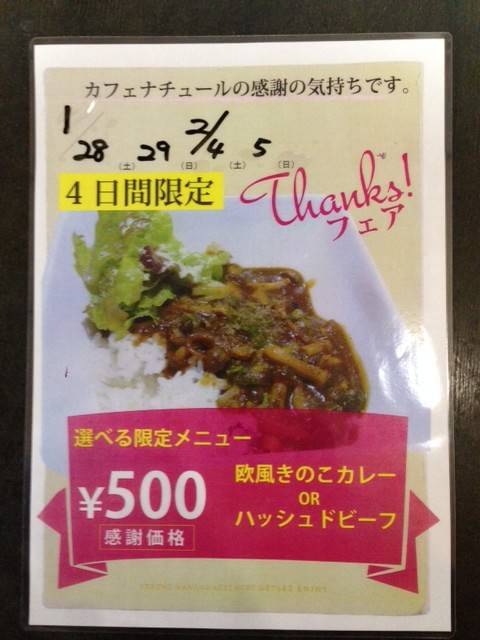 カフェナチュールの感謝の気持ちです。
1/28(土) 29(日) 2/4(土) 5(日)
4日間限定
Thanks!
フェア
選べる限定メニュー
¥500
感謝価格
欧風きのこカレー
OR
ハッシュドビーフ